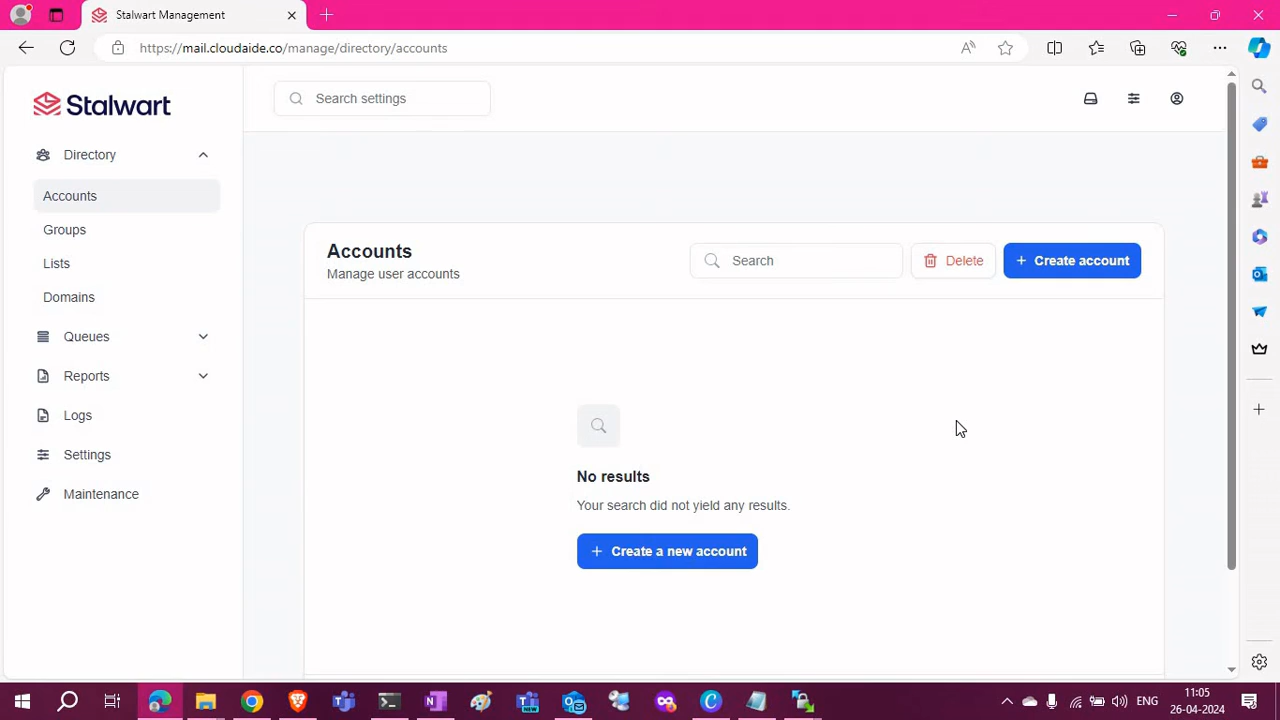 Stalwart Management
https://mail.cloudaide.co/manage/directory/accounts
Stalwart
Search settings
Directory
Accounts
Groups
Lists
Domains
Queues
Reports
Logs
Settings
Maintenance
Accounts
Manage user accounts
Search
Delete
Create account
No results
Your search did not yield any results.
Create a new account
ENG
11:05
26-04-2024